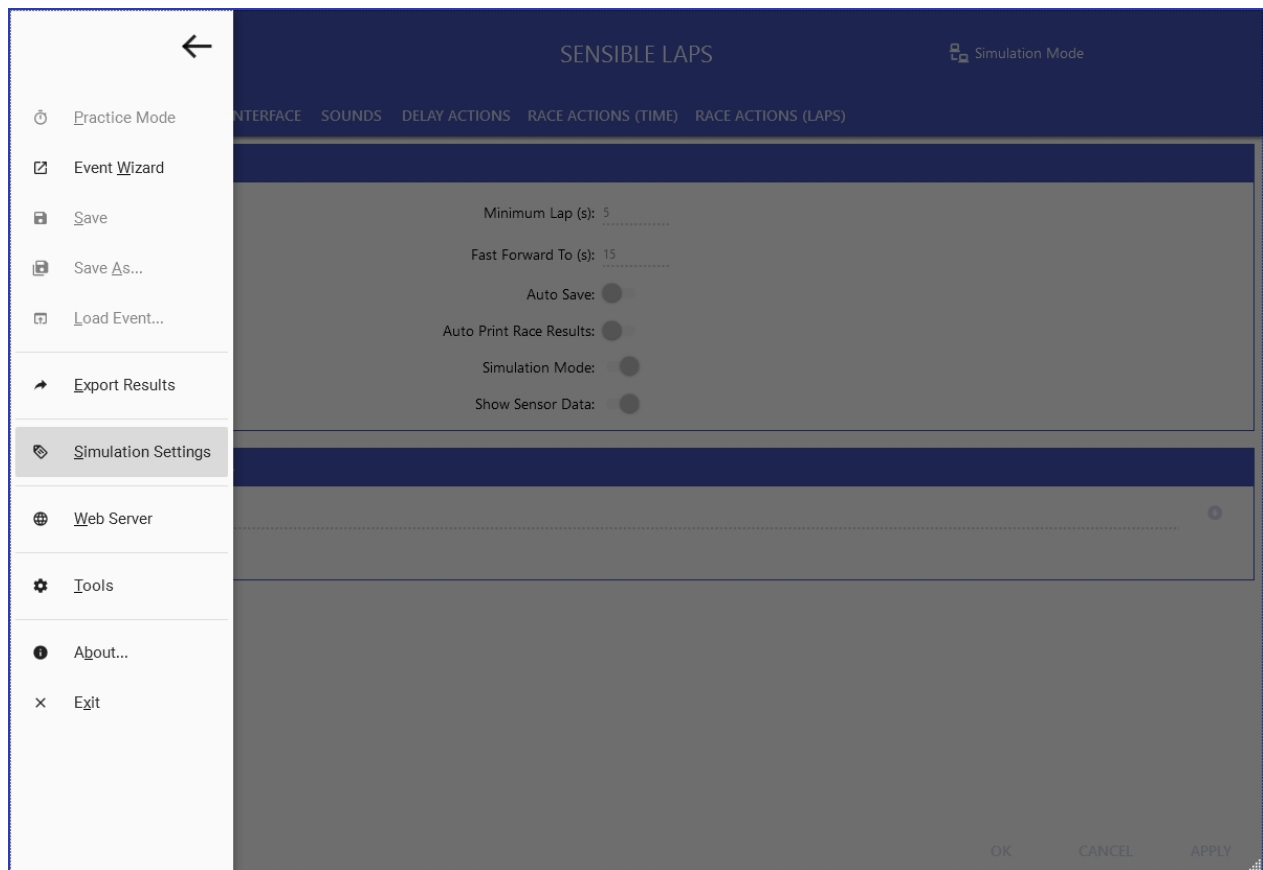 SENSIBLE LAPS
Simulation Mode
Practice Mode
NTERFACE SOUNDS DELAY ACTIONS RACE ACTIONS (TIME) RACE ACTIONS (LAPS)
Event Wizard
Save
Save As...
Load Event...
Export Results
Simulation Settings
Web Server
Tools
About...
Exit
Minimum Lap (s): 5
Fast Forward To (s): 15
Auto Save:
Auto Print Race Results:
Simulation Mode:
Show Sensor Data:
OK CANCEL APPLY